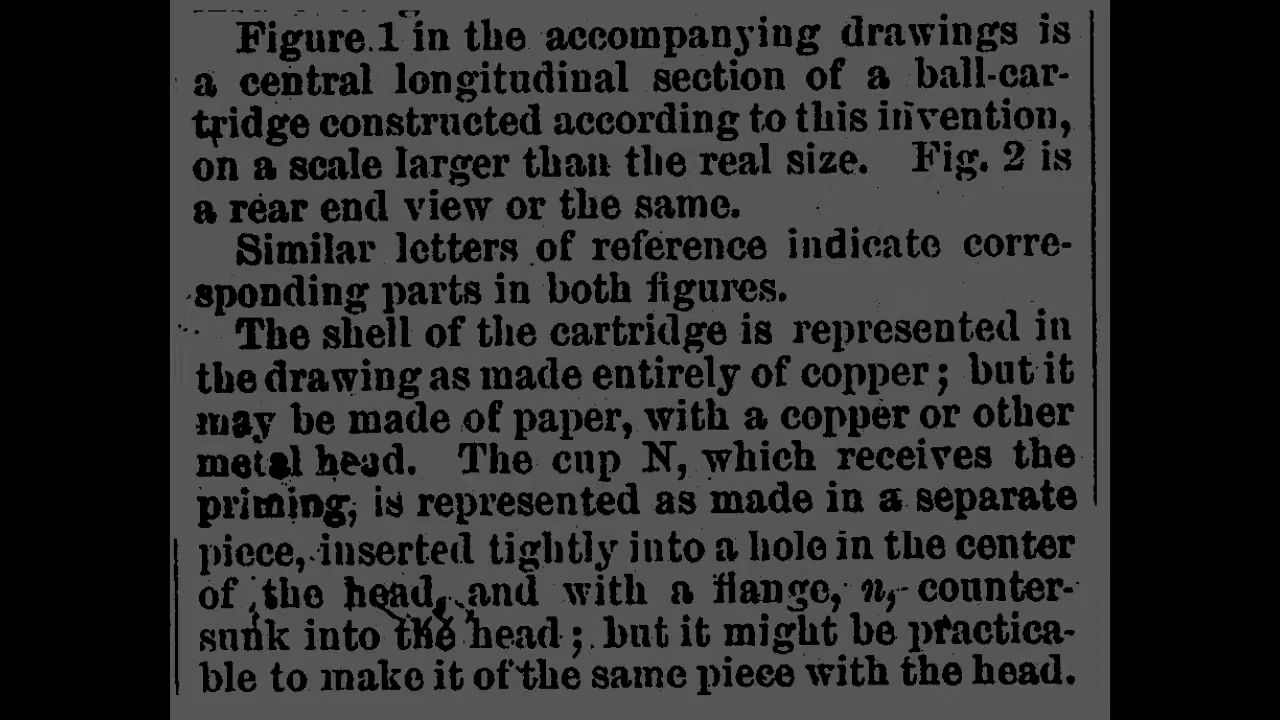 Figure 1 in the accompanying drawings is
a central longitudinal section of a ball-car-
tridge constructed according to this invention,
on a scale larger than the real size. Fig. 2 is
a rear end view or the same.
Similar letters of reference indicate corre-
sponding parts in both figures.
The shell of the cartridge is represented in
the drawing as made entirely of copper; but it
may be made of paper, with a copper or other
metal head. The cup N, which receives the
priming, is represented as made in a separate
piece, inserted tightly into a hole in the center
of the head, and with a flange, n, counter-
sunk into the head; but it might be practica-
ble to make it of the same piece with the head.